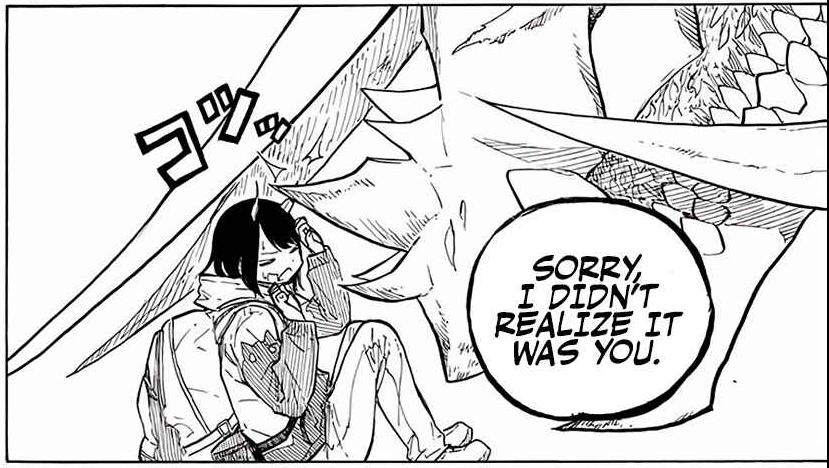 ゴツッ
SORRY,
I DIDN'T
REALIZE IT
WAS YOU.